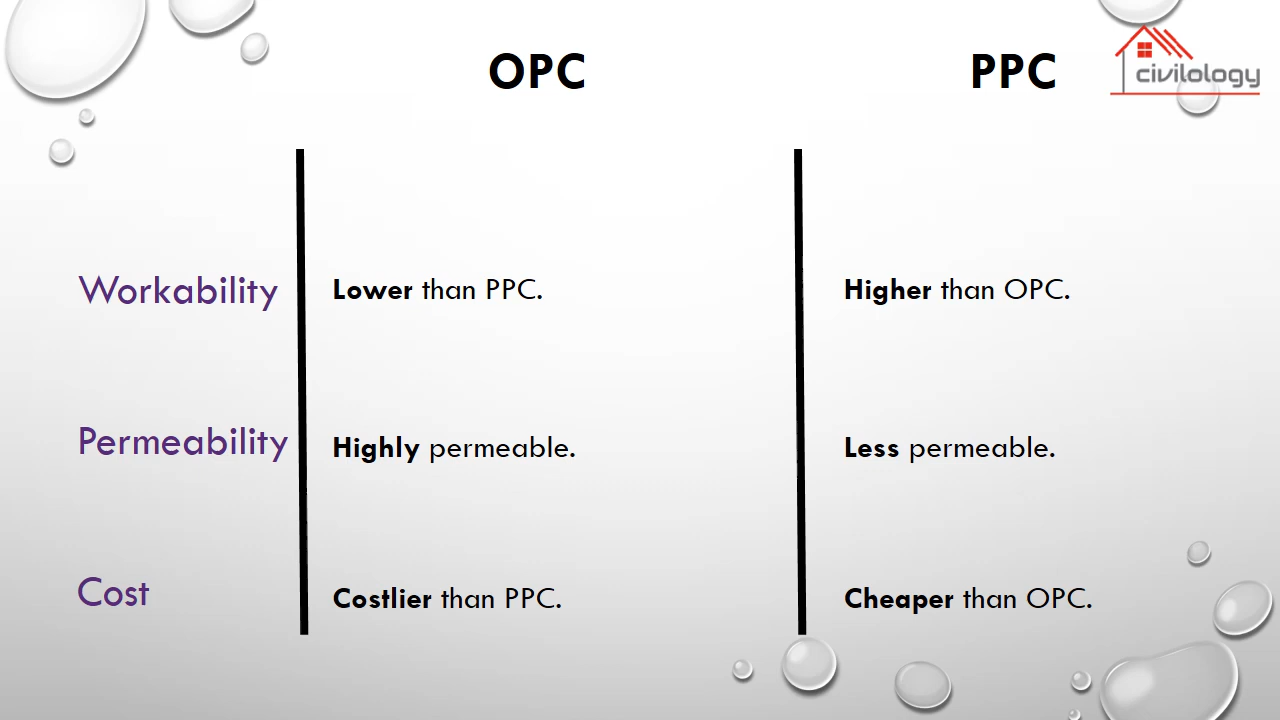 OPC
PPC
civilology
Workability
Lower than PPC.
Higher than OPC.
Permeability
Highly permeable.
Less permeable.
Cost
Costlier than PPC.
Cheaper than OPC.